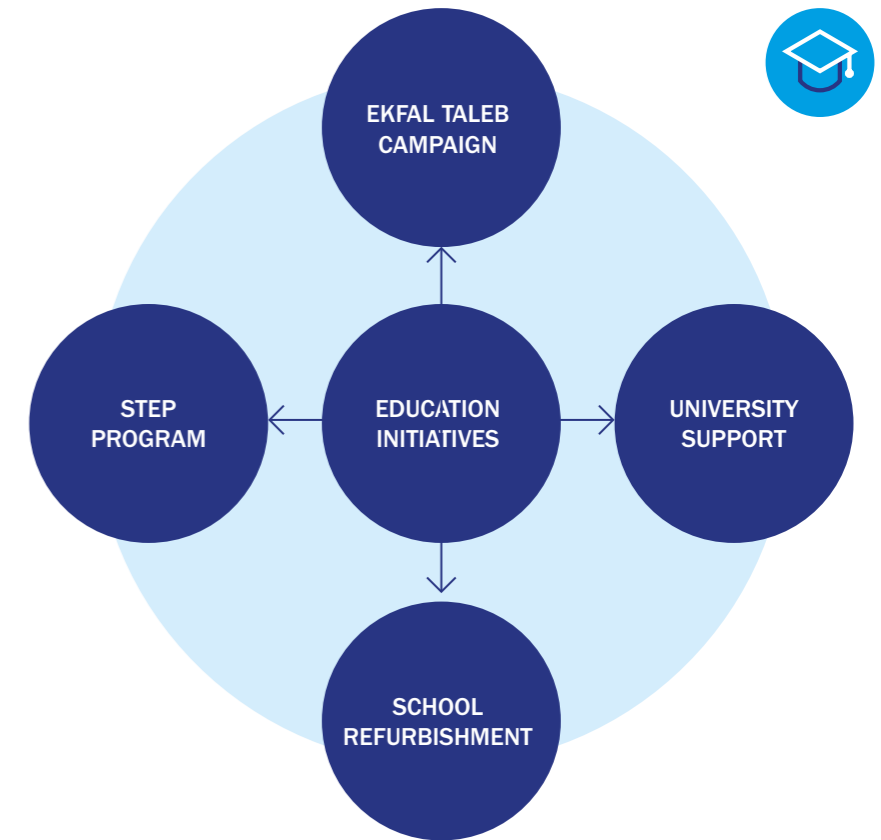 EKFAL TALEB
CAMPAIGN
STEP
PROGRAM
EDUCATION
INITIATIVES
UNIVERSITY
SUPPORT
SCHOOL
REFURBISHMENT